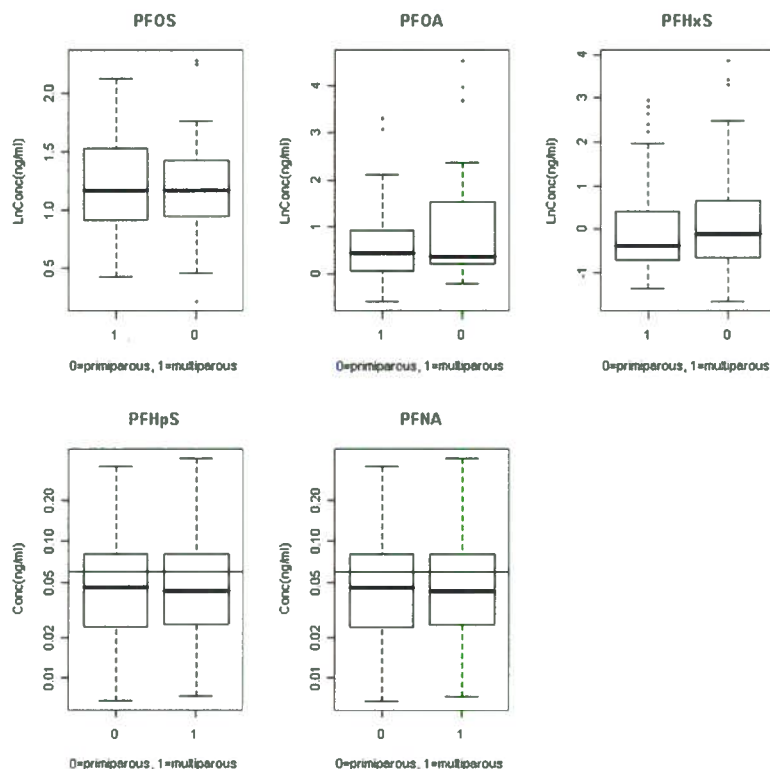 PFOS
PFOA
PFHxS
LnConc(ng/ml)
2.0
1.5
1.0
0.5
1
0
0=primiparous, 1=multiparous
LnConc(ng/ml)
4
3
2
1
0
1
0
0=primiparous, 1=multiparous
LnConc(ng/ml)
4
3
2
1
0
-1
1
0
0=primiparous, 1=multiparous
PFHpS
PFNA
Conc(ng/ml)
0.20
0.10
0.05
0.02
0.01
0
1
0=primiparous, 1=multiparous
Conc(ng/ml)
0.20
0.10
0.05
0.02
0.01
0
1
0=primiparous, 1=multiparous